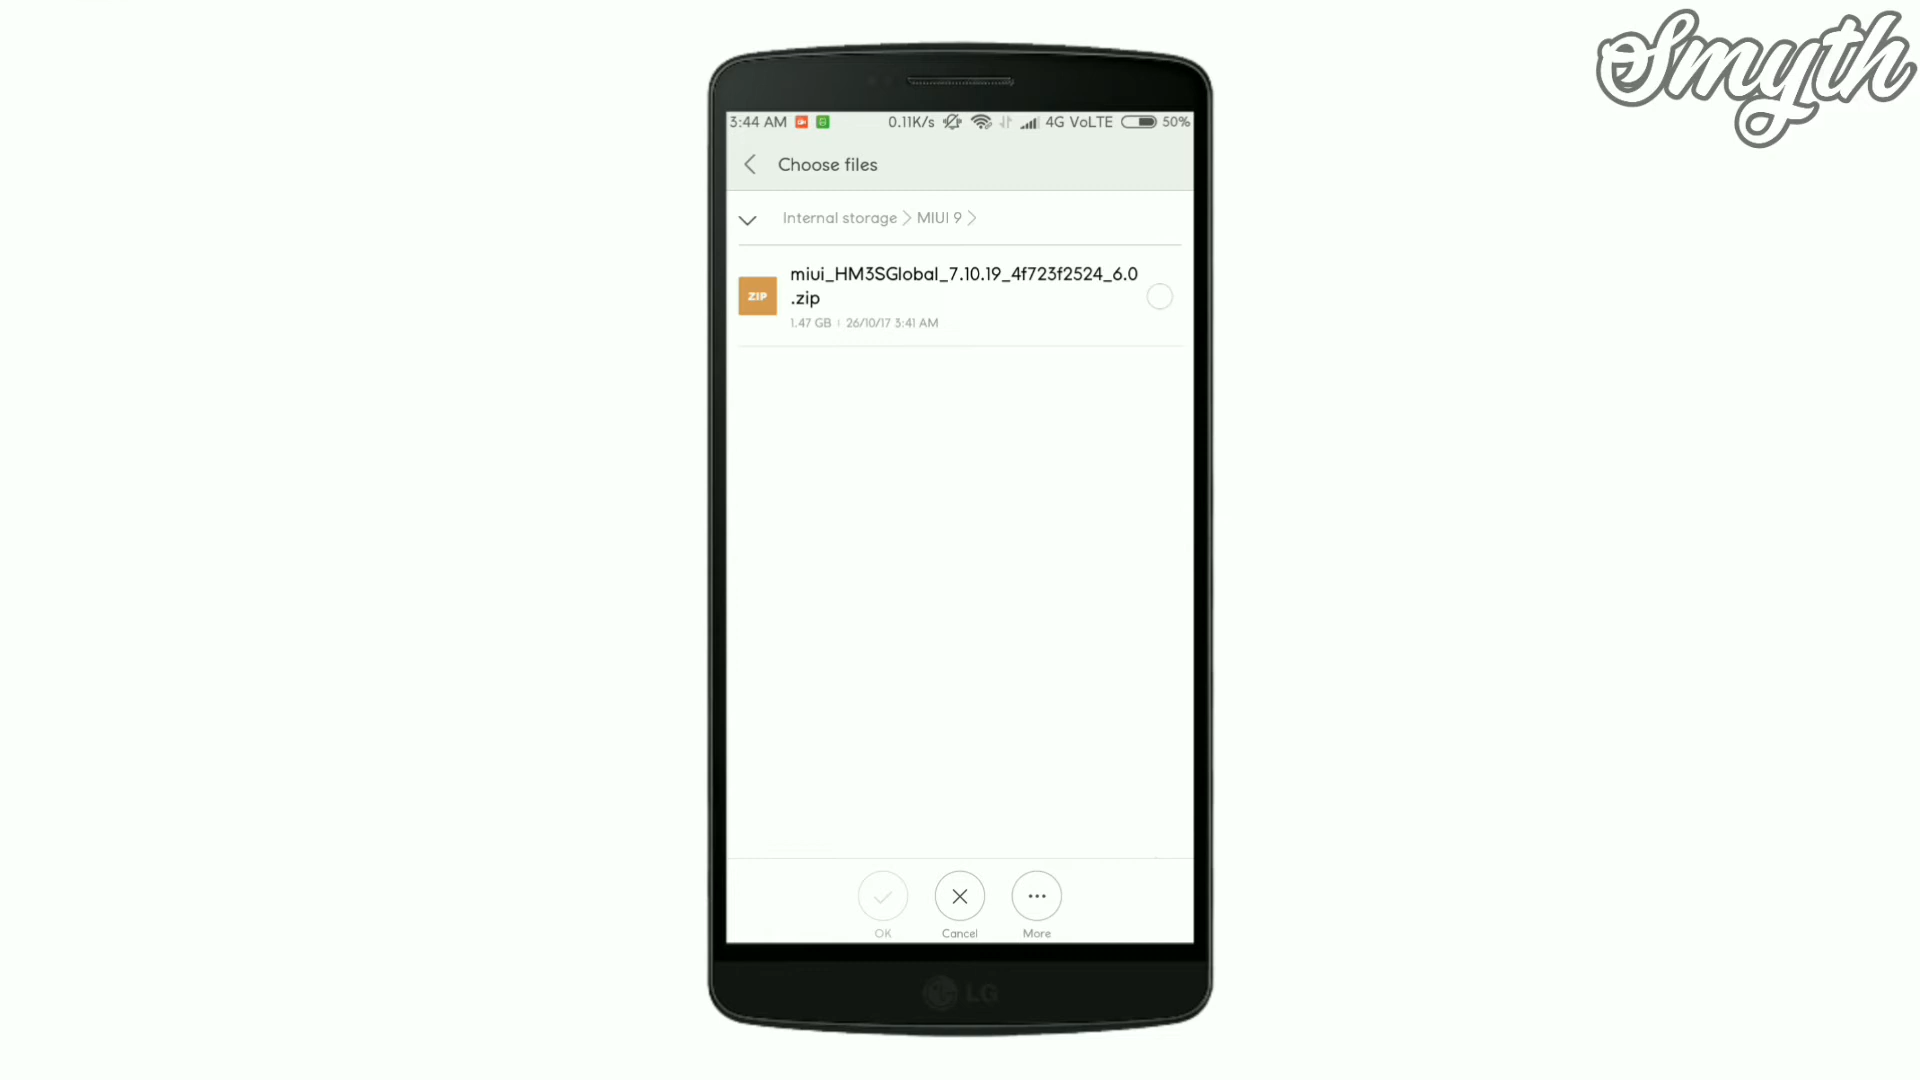 Smyth
3:44 AM 0.11K/s 4G VoLTE 50%
Choose files
Internal storage > MIUI 9 >
miui_HM3SGlobal_7.10.19_4f723f2524_6.0
.zip
ZIP
1.47 GB | 26/10/17 3:41 AM
OK Cancel More
LG